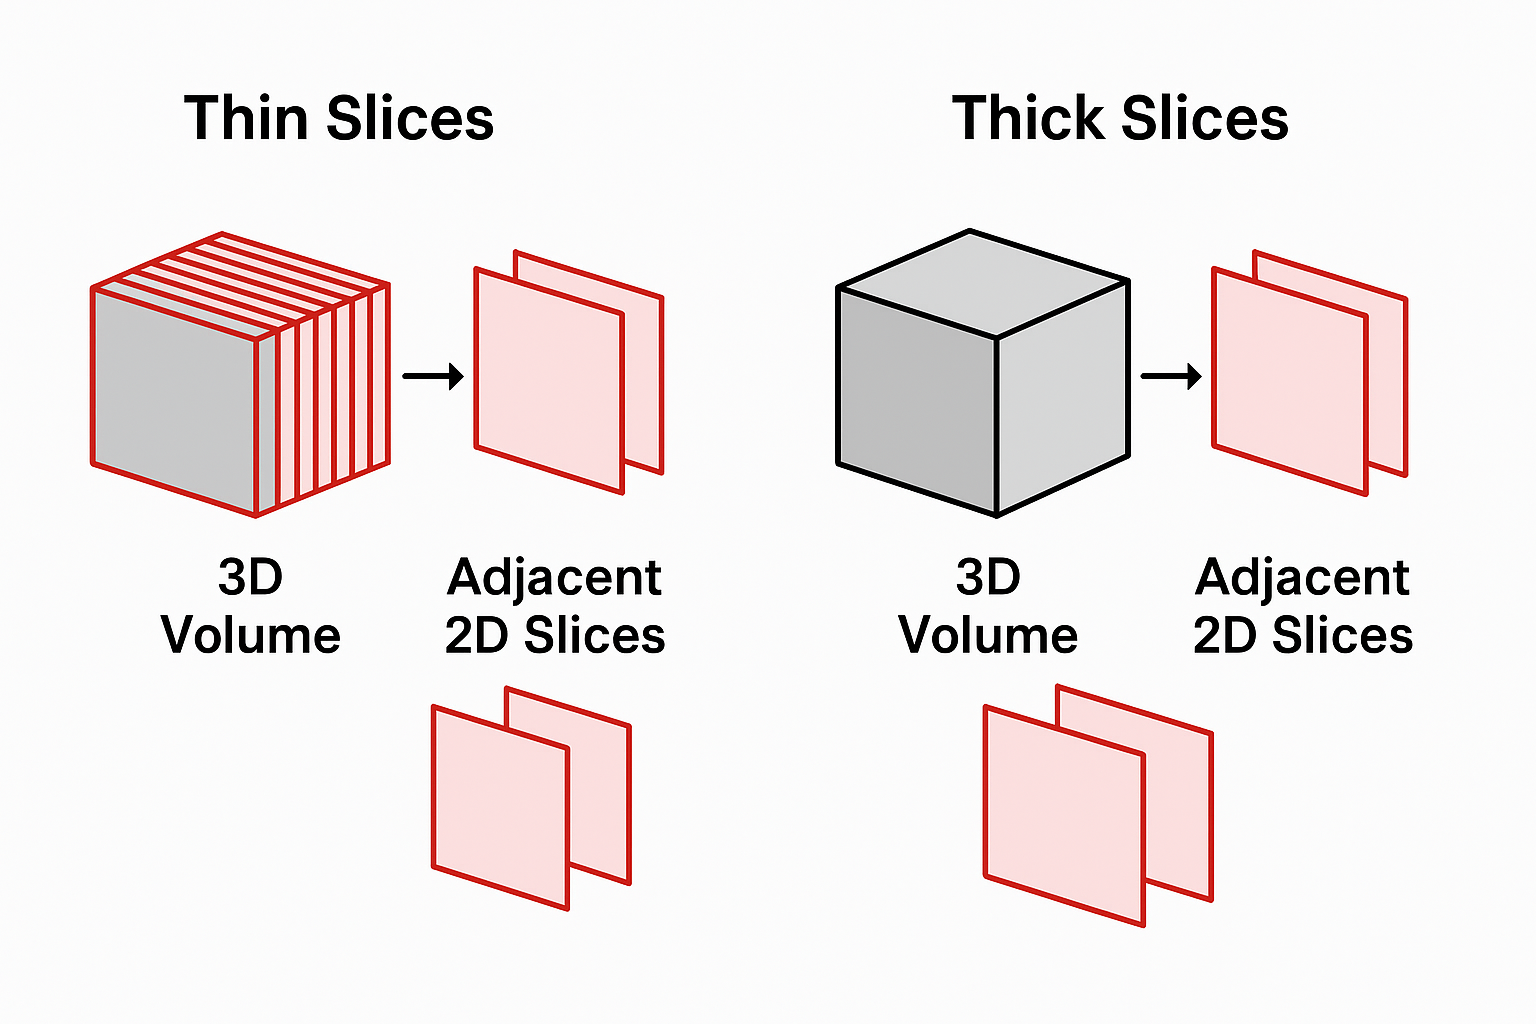 Thin Slices
Thick Slices
3D
Volume
Adjacent
2D Slices
3D
Volume
Adjacent
2D Slices